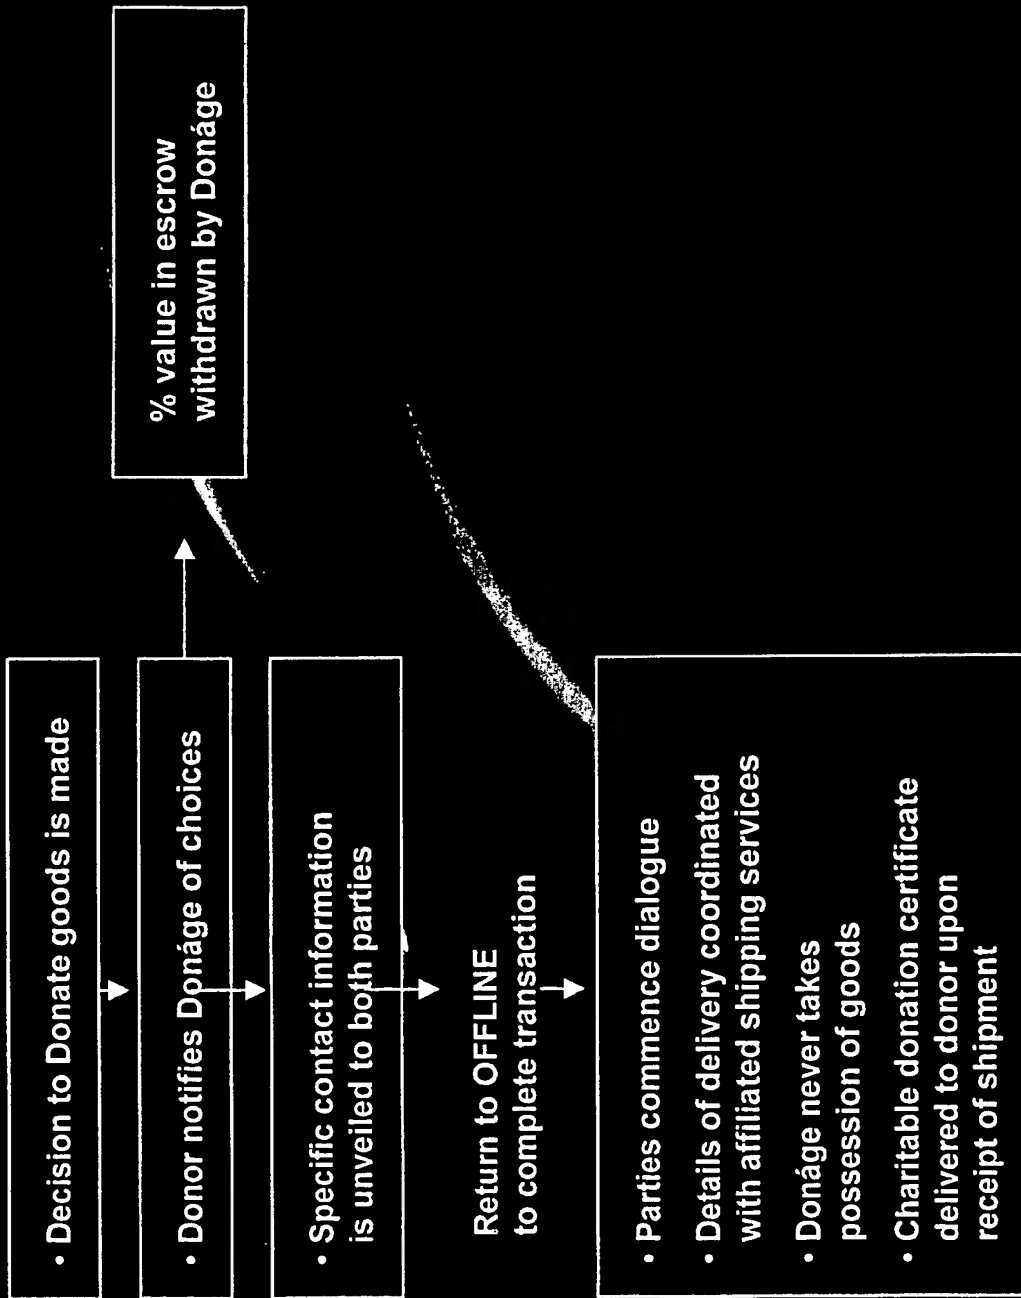 • Decision to Donate goods is made
• Donor notifies Donáge of choices
% value in escrow
withdrawn by Donáge
• Specific contact information
is unveiled to both parties
Return to OFFLINE
to complete transaction
• Parties commence dialogue
• Details of delivery coordinated
with affiliated shipping services
• Donáge never takes
possession of goods
• Charitable donation certificate
delivered to donor upon
receipt of shipment